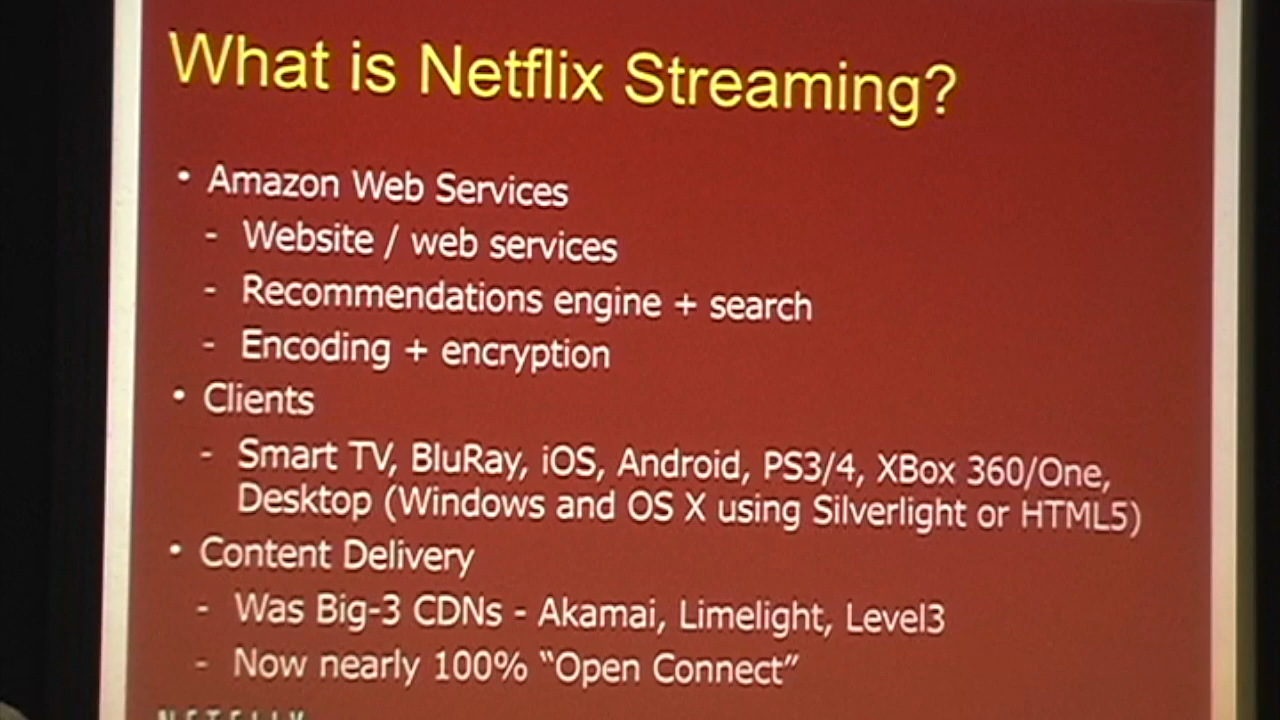 What is Netflix Streaming?
• Amazon Web Services
- Website / web services
- Recommendations engine + search
- Encoding + encryption
• Clients
- Smart TV, BluRay, iOS, Android, PS3/4, XBox 360/One,
Desktop (Windows and OS X using Silverlight or HTML5)
• Content Delivery
- Was Big-3 CDNs - Akamai, Limelight, Level3
- Now nearly 100% “Open Connect”
NETFLIX